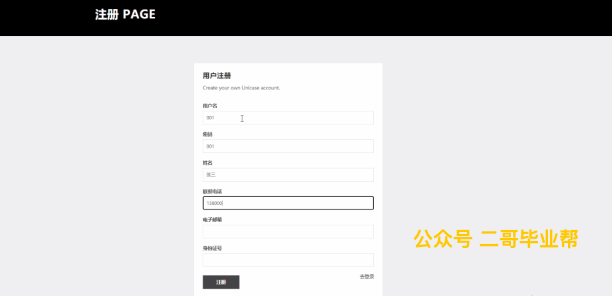 注册 PAGE
用户注册
Create your own Unicase account.
用户名
001
密码
001
姓名
张三
联系电话
138000
电子邮箱
身份证号
注册
去登录
公众号 二哥毕业帮